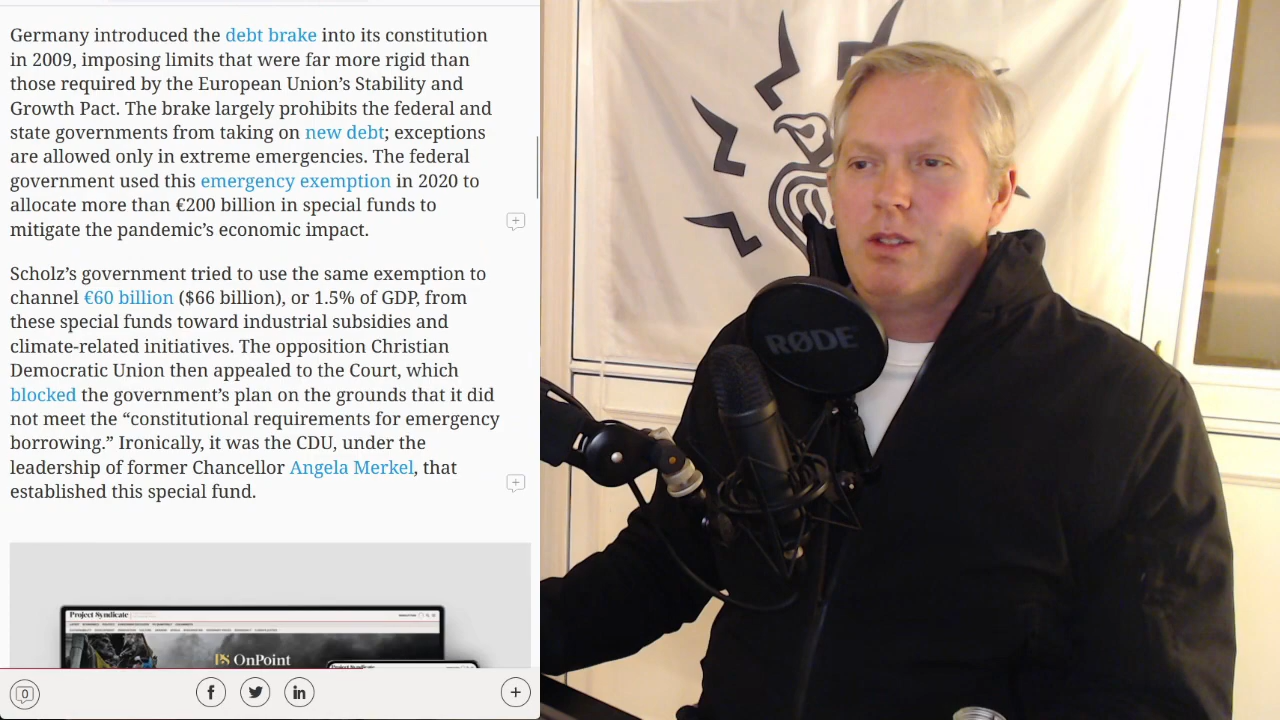 Germany introduced the debt brake into its constitution
in 2009, imposing limits that were far more rigid than
those required by the European Union’s Stability and
Growth Pact. The brake largely prohibits the federal and
state governments from taking on new debt; exceptions
are allowed only in extreme emergencies. The federal
government used this emergency exemption in 2020 to
allocate more than €200 billion in special funds to
mitigate the pandemic’s economic impact.
Scholz’s government tried to use the same exemption to
channel €60 billion ($66 billion), or 1.5% of GDP, from
these special funds toward industrial subsidies and
climate-related initiatives. The opposition Christian
Democratic Union then appealed to the Court, which
blocked the government’s plan on the grounds that it did
not meet the “constitutional requirements for emergency
borrowing.” Ironically, it was the CDU, under the
leadership of former Chancellor Angela Merkel, that
established this special fund.
Project Syndicate
PS OnPoint
0
RØDE